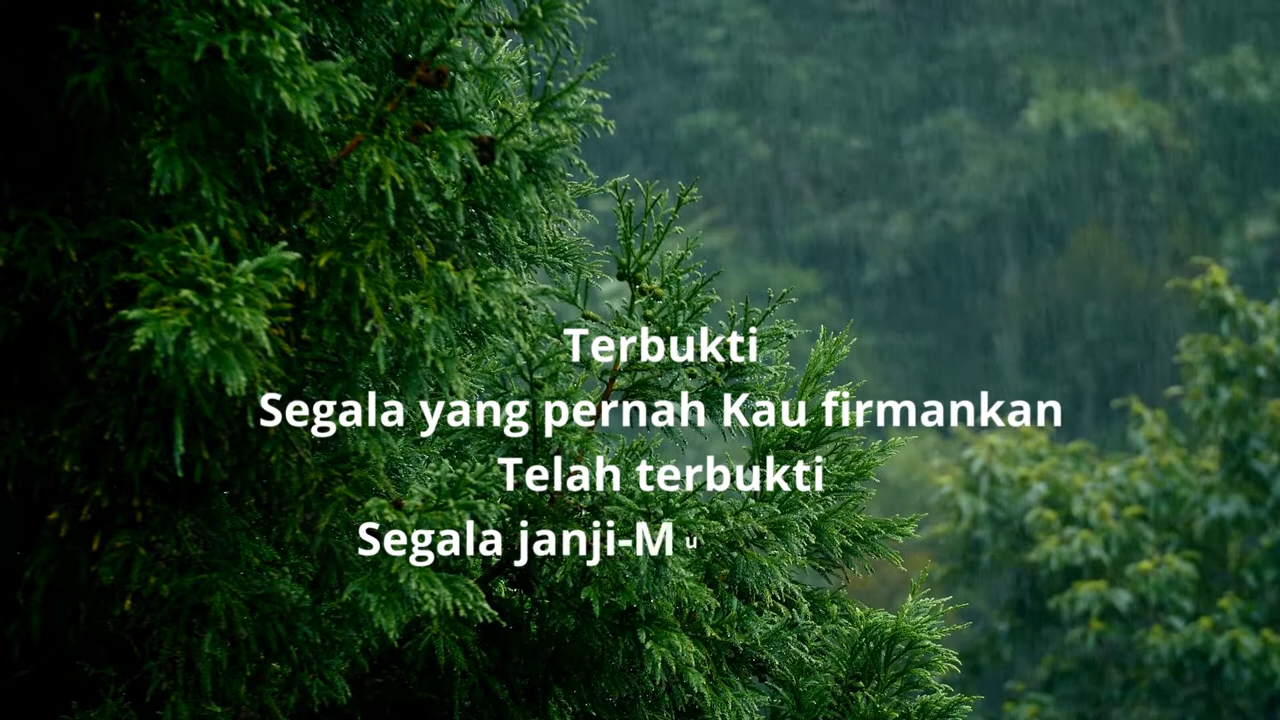 Terbukti
Segala yang pernah Kau firmankan
Telah terbukti
Segala janji-Mu